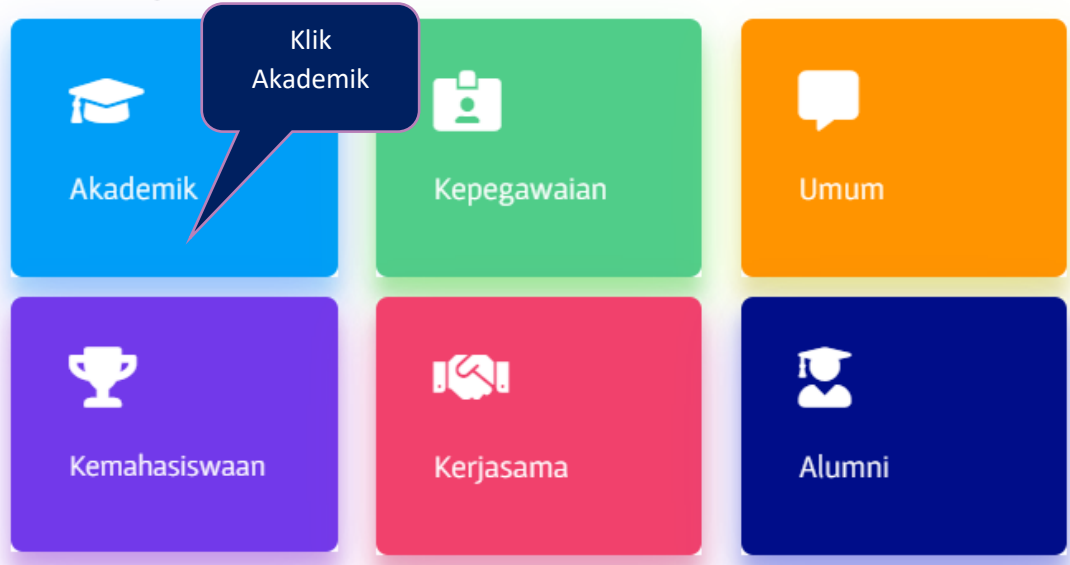 Klik
Akademik
Akademik
Kepegawaian
Umum
Kemahasiswaan
Kerjasama
Alumni